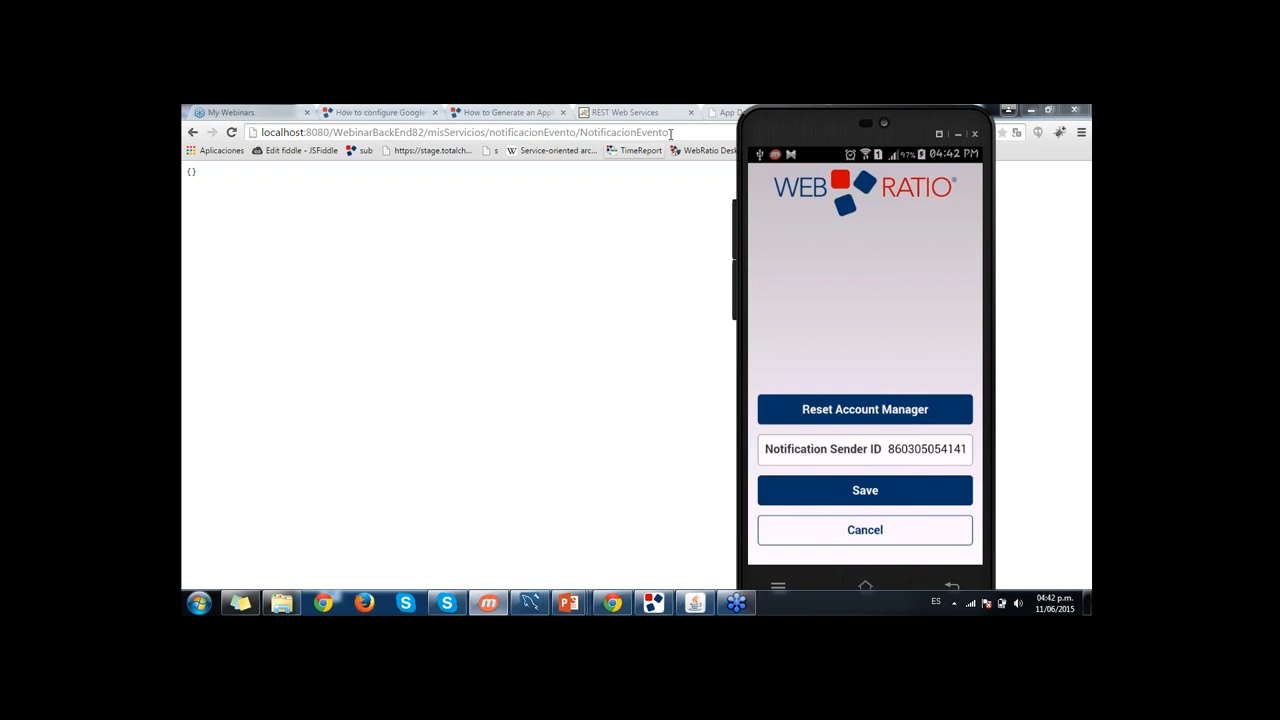 My Webinars
How to configure Google
How to Generate an Appl
REST Web Services
App D
localhost:8080/WebinarBackEnd82/misServicios/notificacionEvento/NotificacionEvento
Aplicaciones
Edit fiddle - JSFiddle
sub
https://stage.totalch...
s
Service-oriented arc...
TimeReport
WebRatio Desk
{}
97% 04:42 PM
WEB RATIO®
Reset Account Manager
Notification Sender ID 860305054141
Save
Cancel
ES
04:42 p.m.
11/06/2015